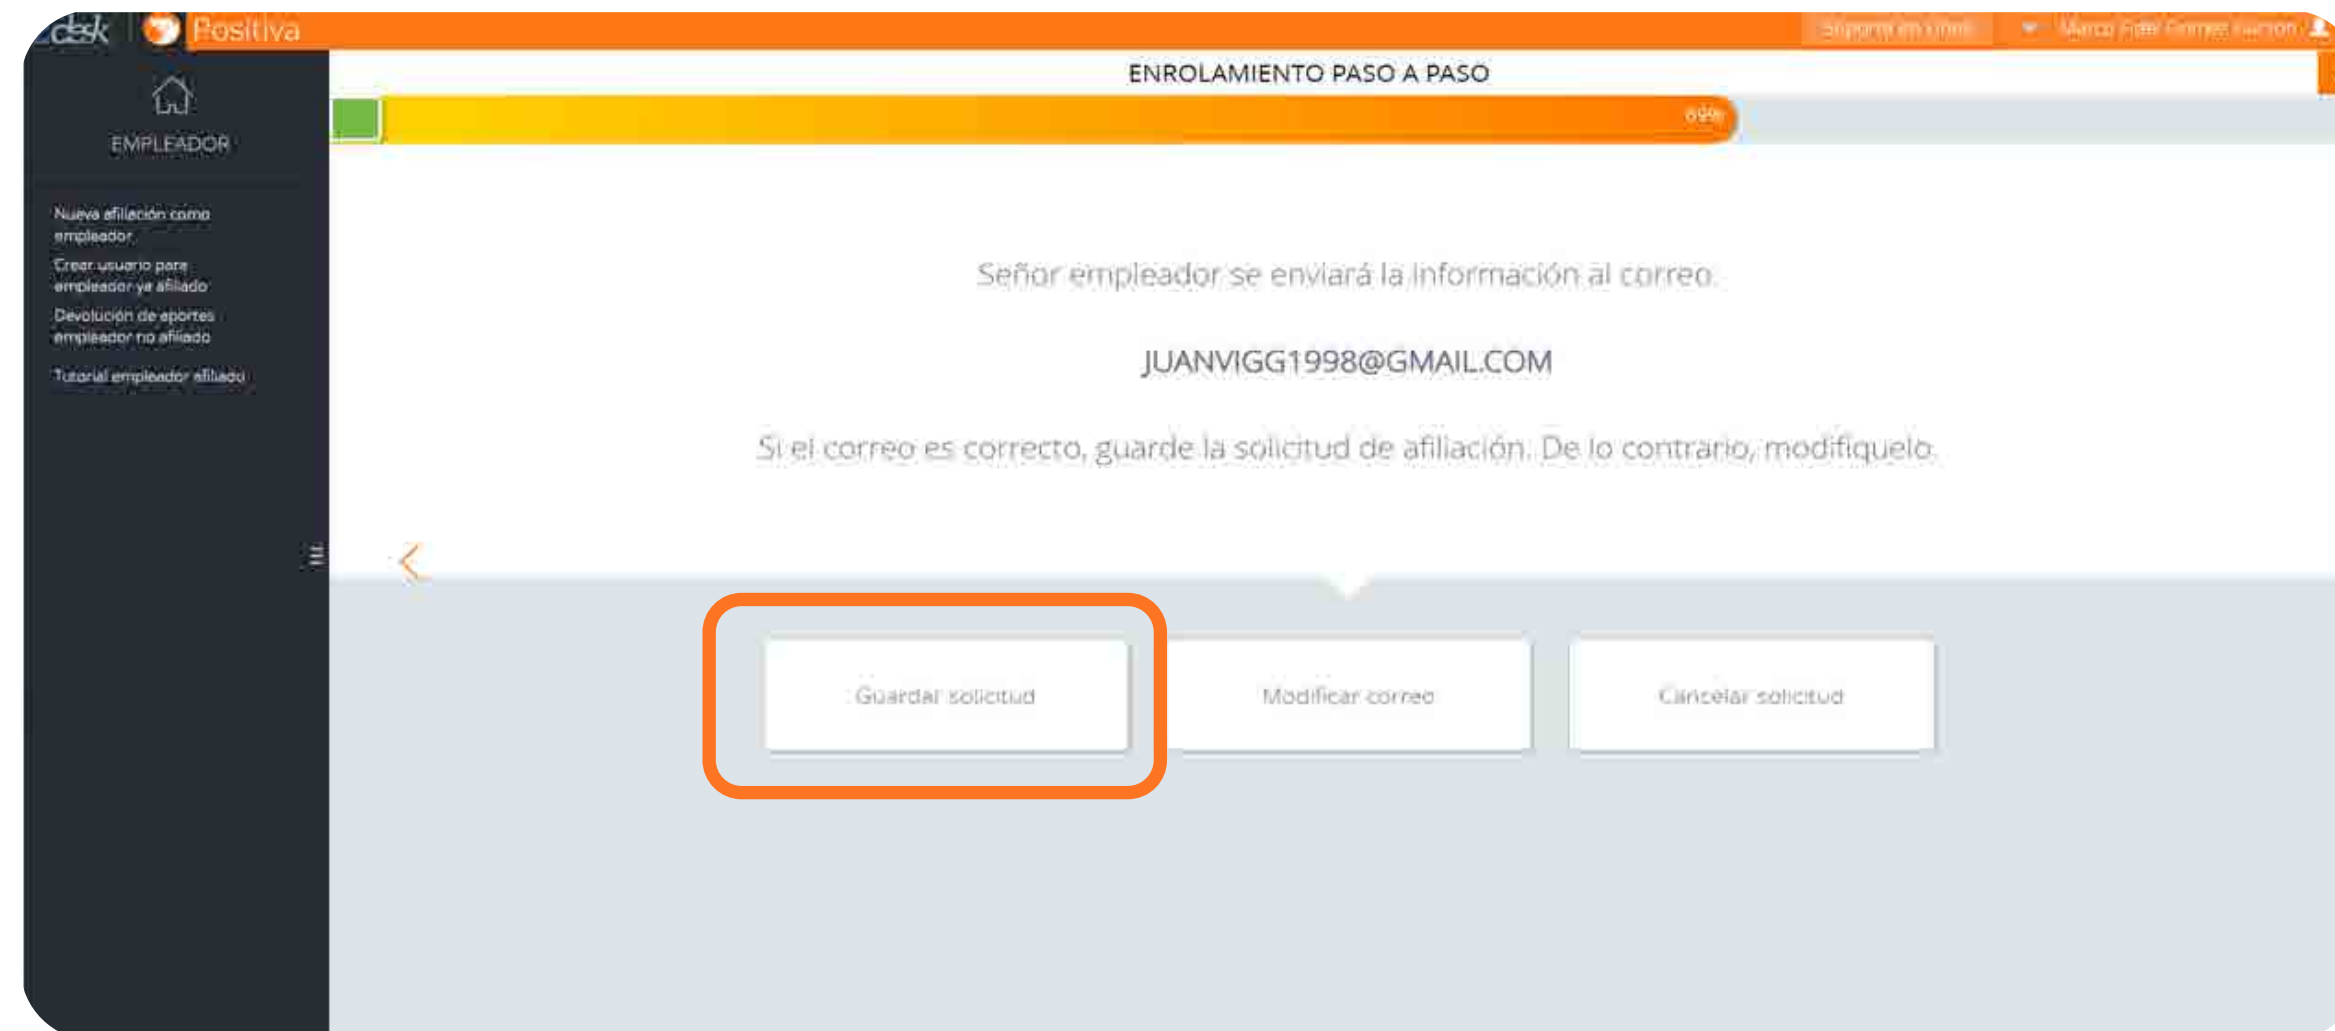 desk Positiva
ENROLAMIENTO PASO A PASO
69%
EMPLEADOR
Nueva afiliación como
empleador
Crear usuario para
empleador ya afiliado
Devolución de aportes
empleador no afiliado
Tutorial empleador afiliado
Señor empleador se enviará la información al correo.
JUANVIGG1998@GMAIL.COM
Si el correo es correcto, guarde la solicitud de afiliación. De lo contrario, modifíquelo.
Guardar solicitud
Modificar correo
Cancelar solicitud